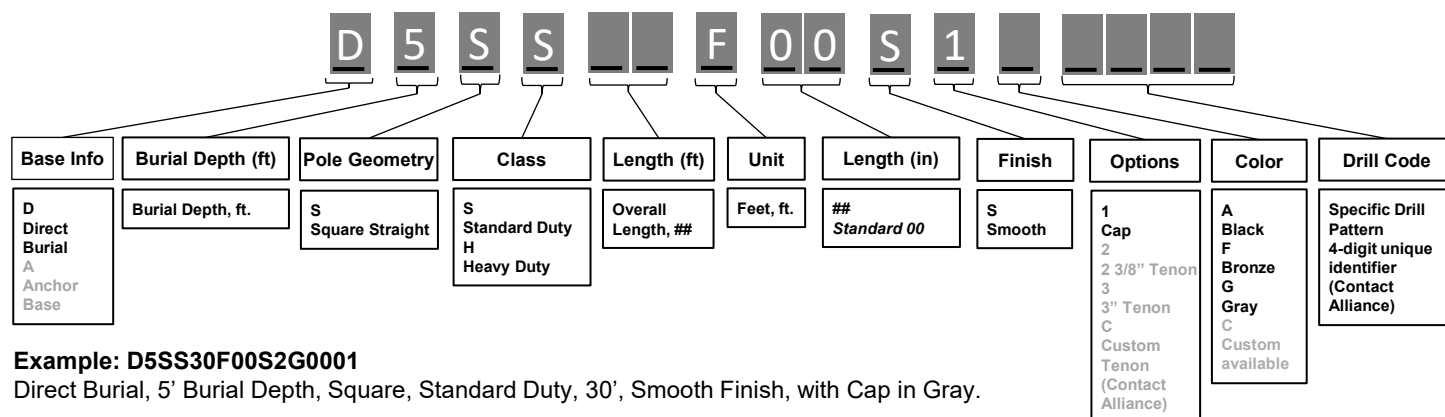 D 5 S S F 0 0 S 1
Base Info
Burial Depth (ft)
Pole Geometry
Class
Length (ft)
Unit
Length (in)
Finish
Options
Color
Drill Code
D
Direct
Burial
A
Anchor
Base
Burial Depth, ft.
S
Square Straight
S
Standard Duty
H
Heavy Duty
Overall
Length, ##
Feet, ft.
##
Standard 00
S
Smooth
1
Cap
2
2 3/8” Tenon
3
3” Tenon
C
Custom
Tenon
(Contact
Alliance)
A
Black
F
Bronze
G
Gray
C
Custom
available
Specific Drill
Pattern
4-digit unique
identifier
(Contact
Alliance)
Example: D5SS30F00S2G0001
Direct Burial, 5’ Burial Depth, Square, Standard Duty, 30’, Smooth Finish, with Cap in Gray.